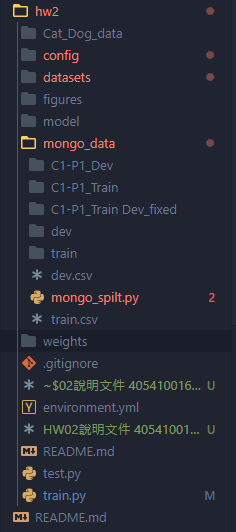 hw2
Cat_Dog_data
config
datasets
figures
model
mongo_data
C1-P1_Dev
C1-P1_Train
C1-P1_Train Dev_fixed
dev
train
dev.csv
mongo_spilt.py 2
train.csv
weights
.gitignore
~$02說明文件 405410016... U
environment.yml
HW02說明文件 40541001... U
README.md
test.py
train.py M
README.md